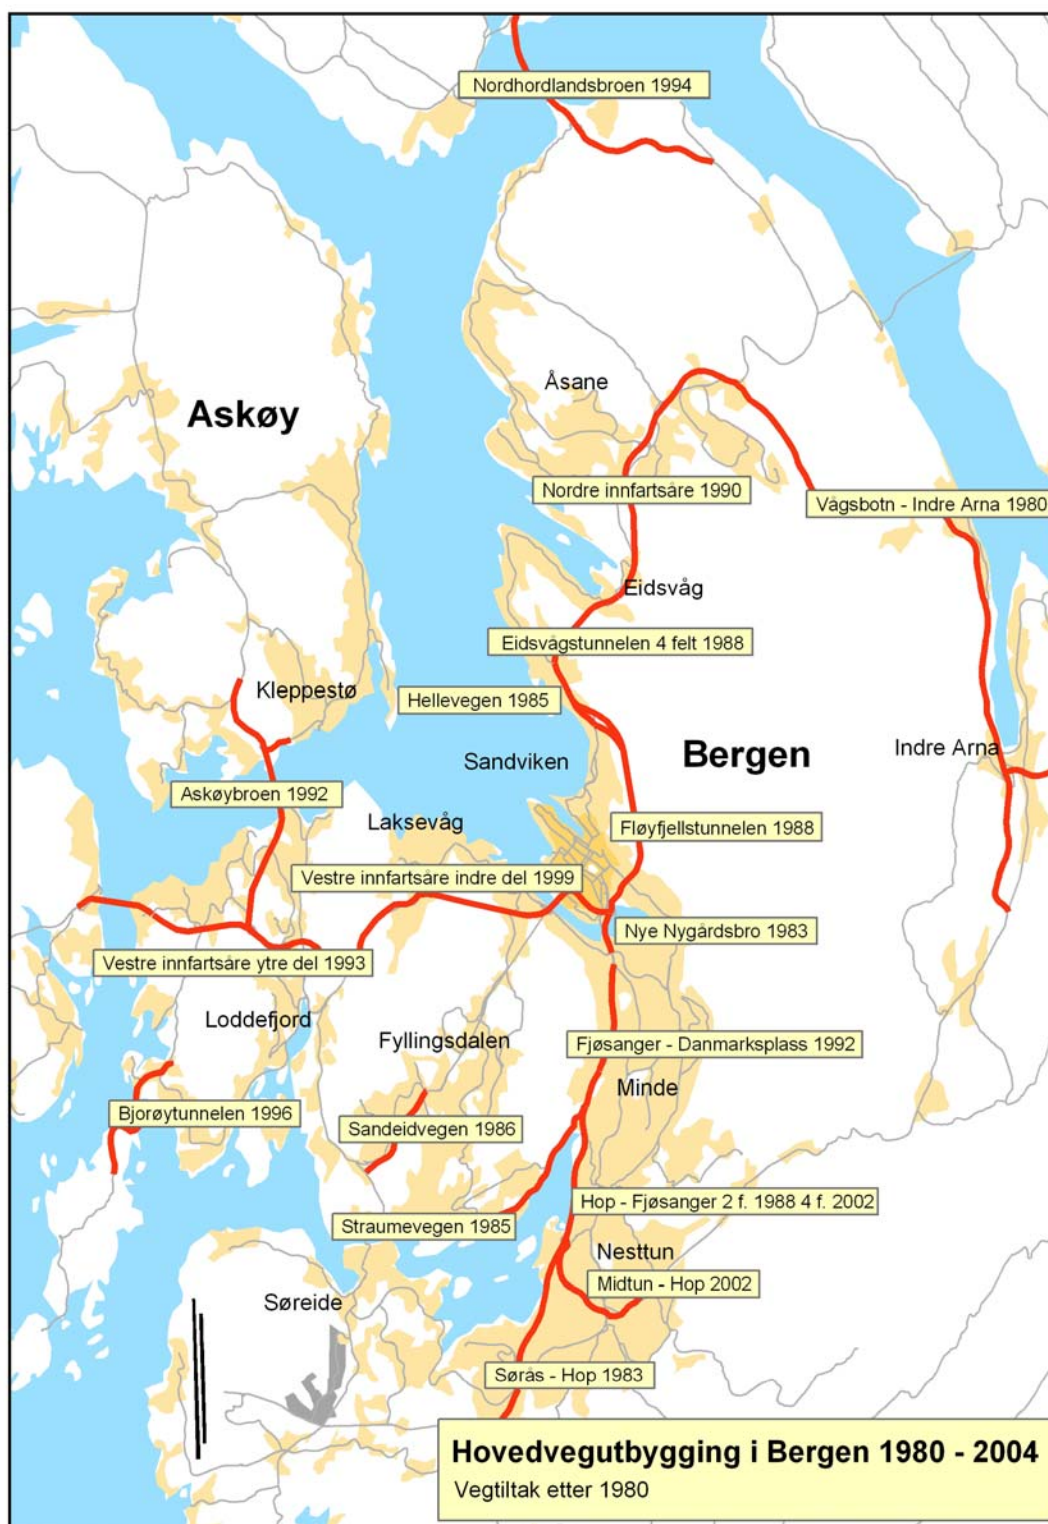 Nordhordlandsbroen 1994
Åsane
Askøy
Nordre innfartsåre 1990
Vågsbotn - Indre Arna 1980
Eidsvåg
Eidsvågstunnelen 4 felt 1988
Kleppestø
Hellevegen 1985
Indre Arna
Bergen
Sandviken
Askøybroen 1992
Laksevåg
Fløyfjellstunnelen 1988
Vestre innfartsåre indre del 1999
Nye Nygårdsbro 1983
Vestre innfartsåre ytre del 1993
Loddefjord
Fyllingsdalen
Fjøsanger - Danmarksplass 1992
Minde
Bjorøytunnelen 1996
Sandeidvegen 1986
Hop - Fjøsanger 2 f. 1988 4 f. 2002
Straumevegen 1985
Nesttun
Midtun - Hop 2002
Søreide
Sørås - Hop 1983
Hovedvegutbygging i Bergen 1980 - 2004
Vegtiltak etter 1980